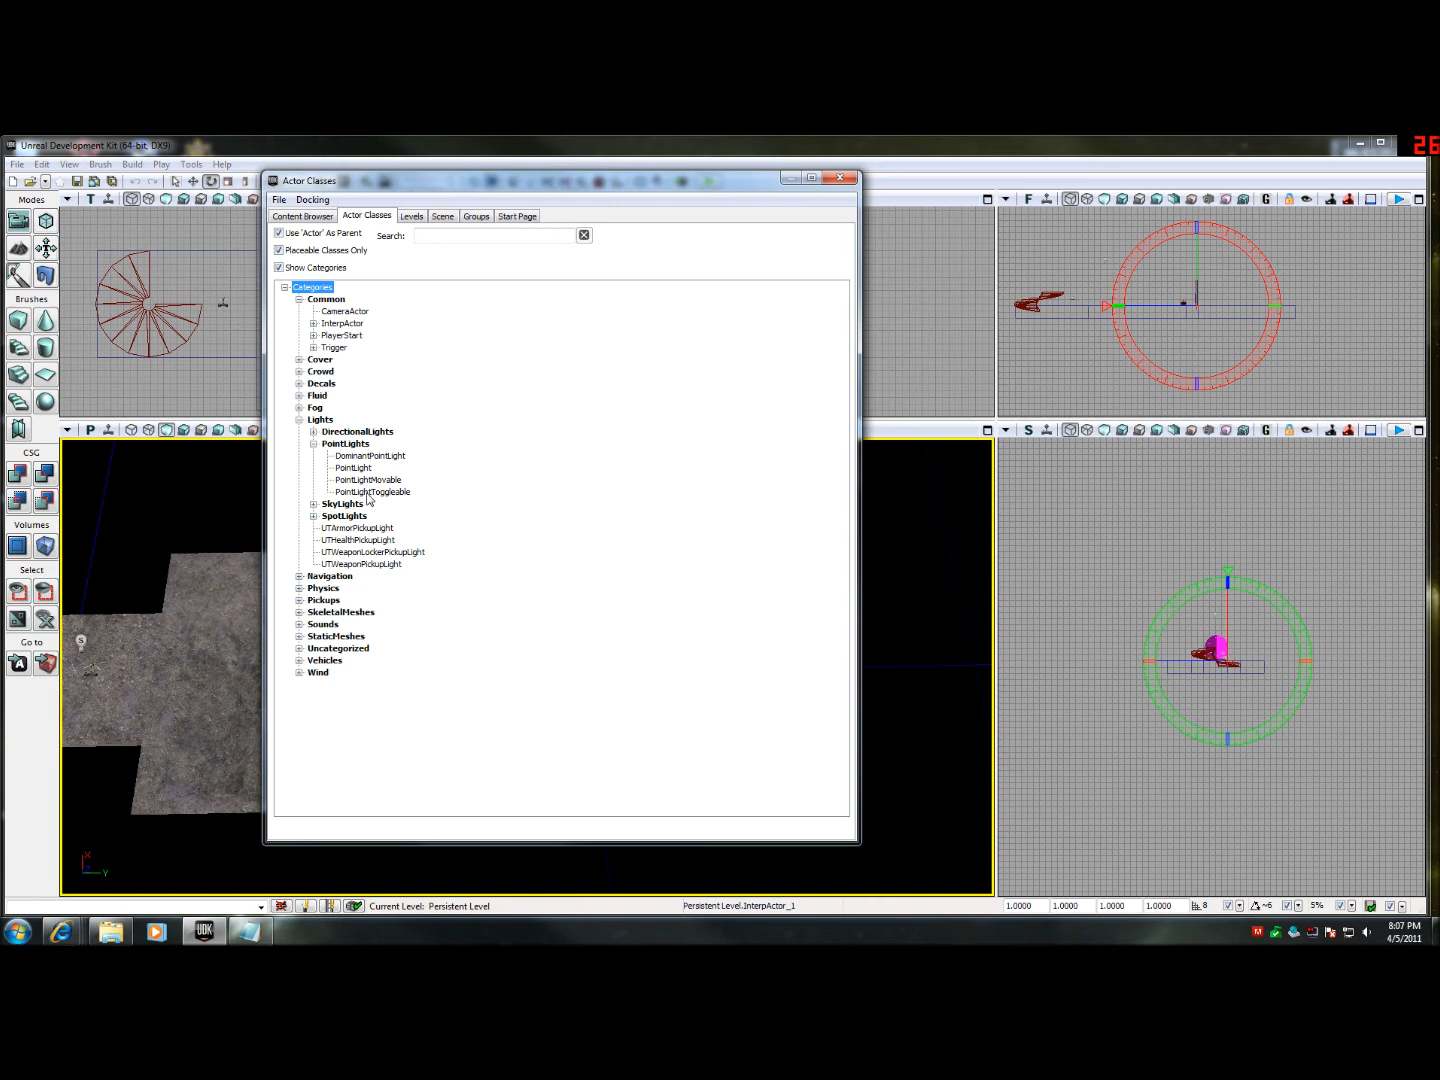 26
Unreal Development Kit (64-bit, DX9)
File Edit View Brush Build Play Tools Help
Actor Classes
File Docking
Content Browser Actor Classes Levels Scene Groups Start Page
Use 'Actor' As Parent Search:
Placeable Classes Only
Show Categories
Categories
Common
CameraActor
InterpActor
PlayerStart
Trigger
Cover
Crowd
Decals
Fluid
Fog
Lights
DirectionalLights
PointLights
DominantPointLight
PointLight
PointLightMovable
PointLightToggleable
SkyLights
SpotLights
UTArmorPickupLight
UTHealthPickupLight
UTWeaponLockerPickupLight
UTWeaponPickupLight
Navigation
Physics
Pickups
SkeletalMeshes
Sounds
StaticMeshes
Uncategorized
Vehicles
Wind
Modes
Brushes
CSG
Volumes
Select
Go to
T
F G
P
S G
S
X
Y
Current Level: Persistent Level
Persistent Level.InterpActor_1
1.0000 1.0000 1.0000 1.0000 8 ~6 5%
UDK
8:07 PM
4/5/2011